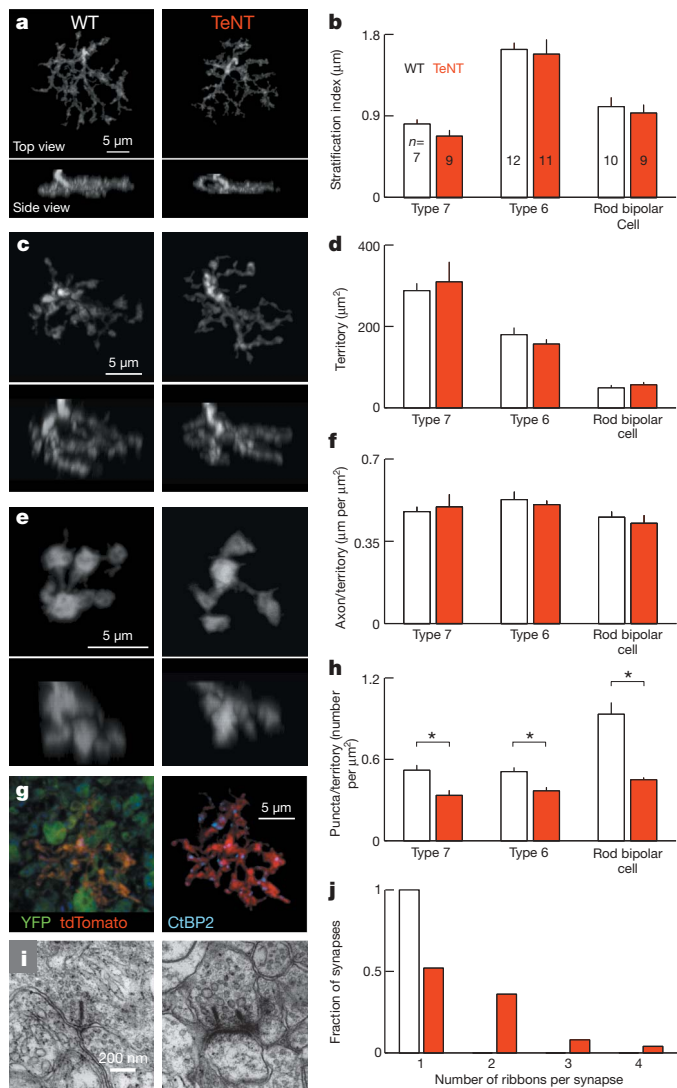 a
WT
TeNT
Top view
5 µm
Side view
b
Stratification index (µm)
1.8
0.9
0
WT TeNT
n=
7
9
12
11
10
9
Type 7
Type 6
Rod bipolar
Cell
c
5 µm
d
Territory (µm²)
400
200
0
Type 7
Type 6
Rod bipolar
cell
e
5 µm
f
Axon/territory (µm per µm²)
0.7
0.35
0
Type 7
Type 6
Rod bipolar
cell
g
YFP tdTomato
5 µm
CtBP2
h
Puncta/territory (number
per µm²)
1.2
0.6
0
*
*
*
Type 7
Type 6
Rod bipolar
cell
i
200 nm
j
Fraction of synapses
1
0.5
0
1
2
3
4
Number of ribbons per synapse